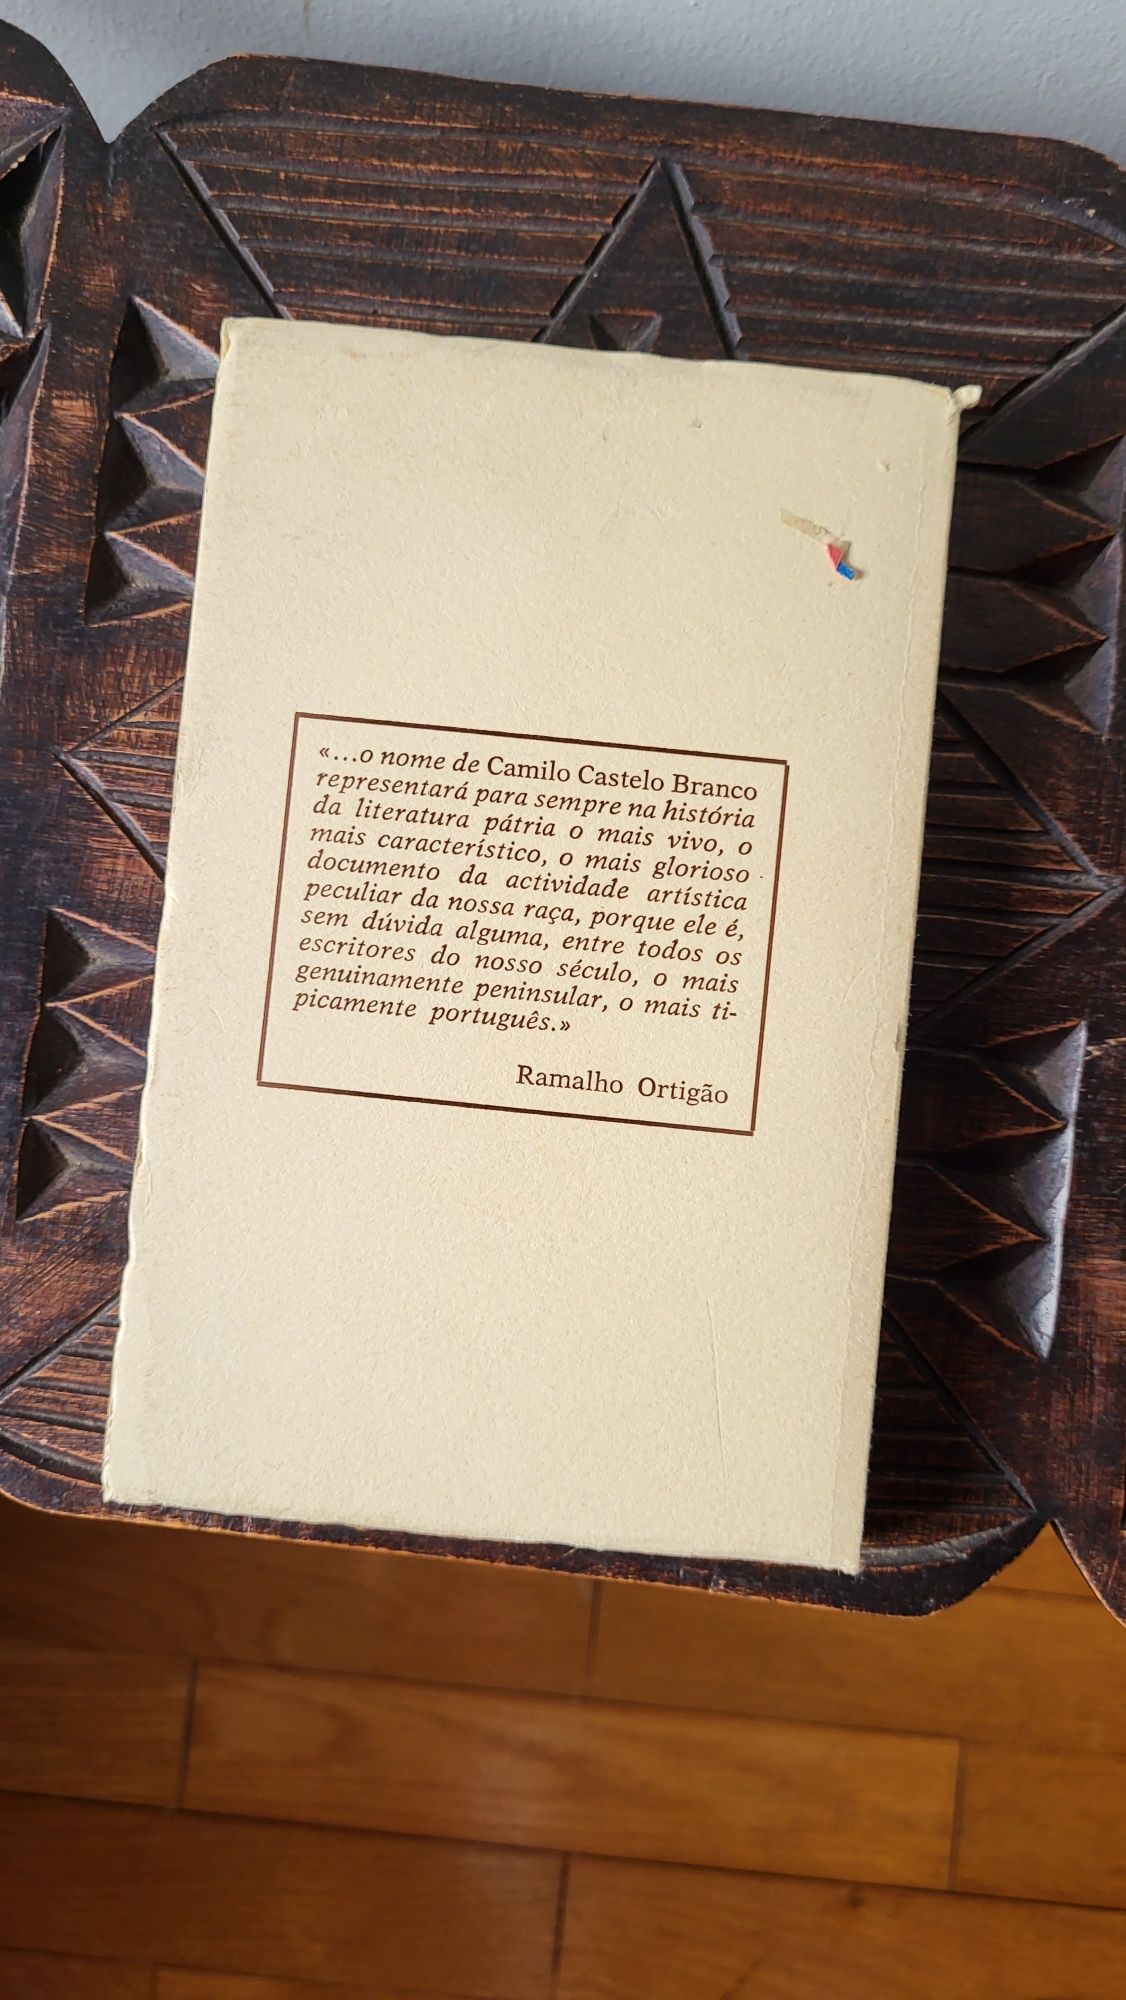 «...o nome de Camilo Castelo Branco
representará para sempre na história
da literatura pátria o mais vivo, o
mais característico, o mais glorioso
documento da actividade artística
peculiar da nossa raça, porque ele é,
sem dúvida alguma, entre todos os
escritores do nosso século, o mais
genuinamente peninsular, o mais ti-
picamente português.»
Ramalho Ortigão